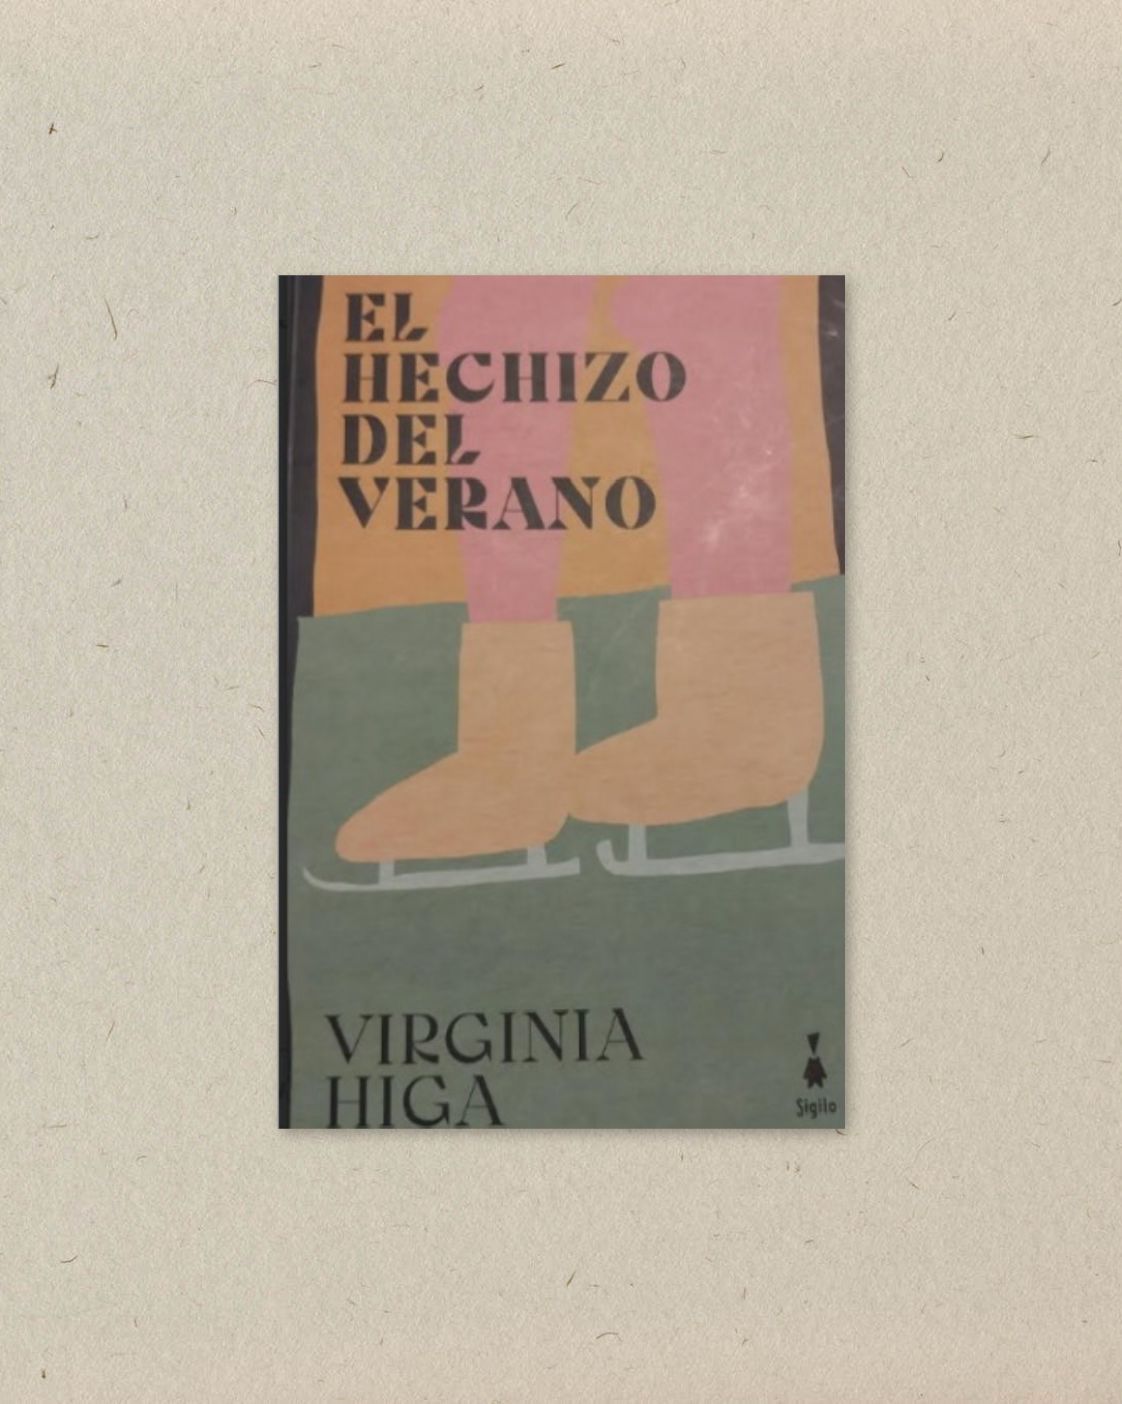 EL
HECHIZO
DEL
VERANO
VIRGINIA
HIGA
Sigilo